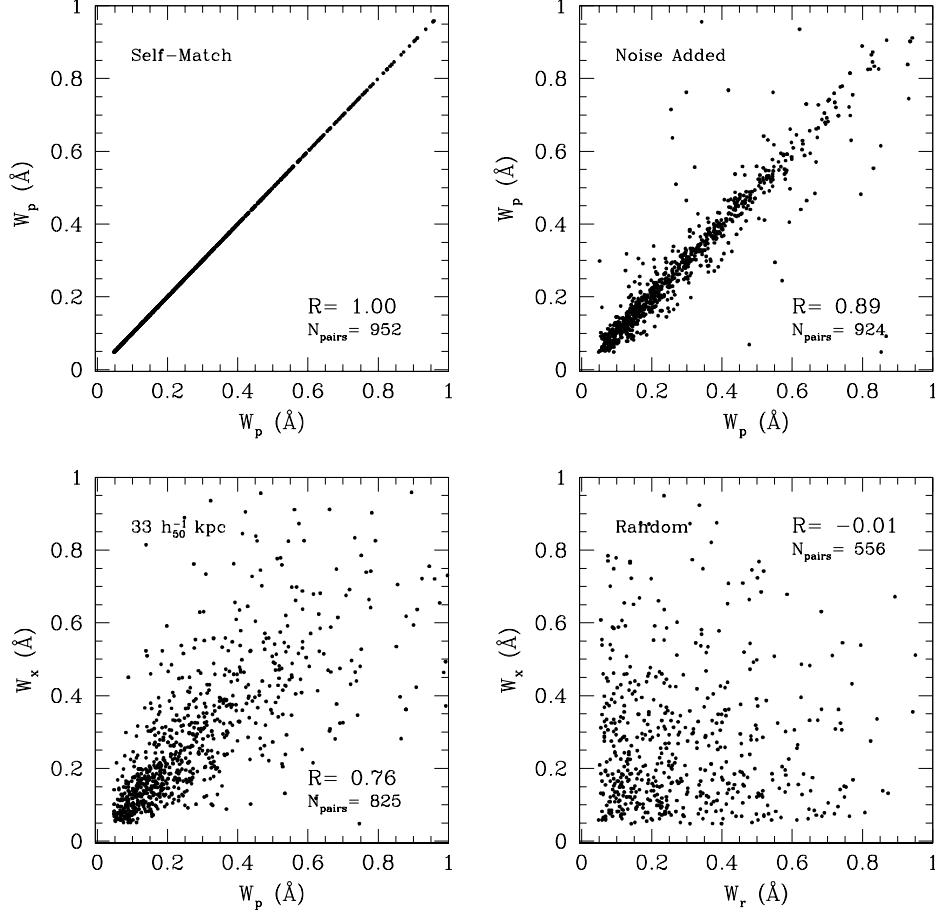 1
0.8
0.6
0.4
0.2
0
W_p (Å)
Self-Match
R= 1.00
N_pairs= 952
0 0.2 0.4 0.6 0.8 1
W_p (Å)
1
0.8
0.6
0.4
0.2
0
W_p (Å)
Noise Added
R= 0.89
N_pairs= 924
0 0.2 0.4 0.6 0.8 1
W_p (Å)
1
0.8
0.6
0.4
0.2
0
W_x (Å)
33 h_50^-1 kpc
R= 0.76
N_pairs= 825
0 0.2 0.4 0.6 0.8 1
W_p (Å)
1
0.8
0.6
0.4
0.2
0
W_x (Å)
Random
R= -0.01
N_pairs= 556
0 0.2 0.4 0.6 0.8 1
W_r (Å)